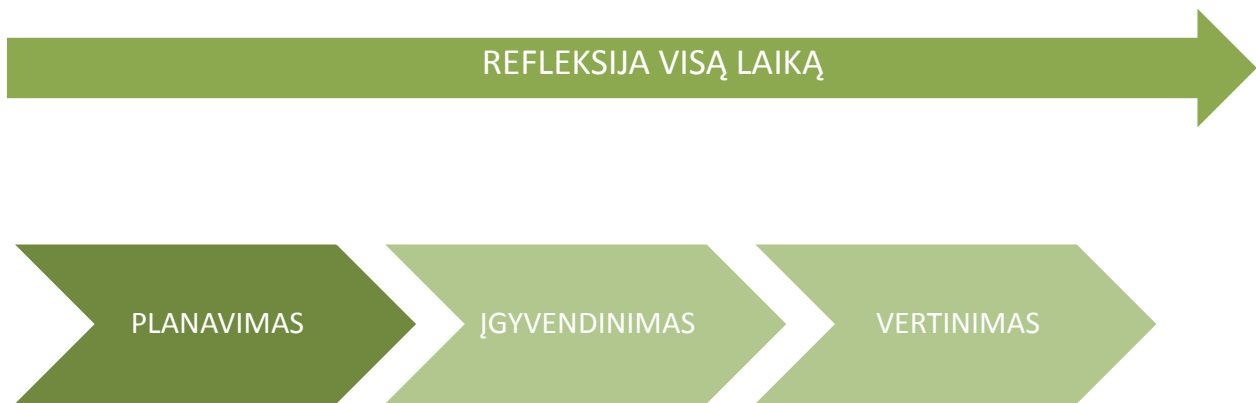 REFLEKSIJA VISĄ LAIKĄ
PLANAVIMAS
ĮGYVENDINIMAS
VERTINIMAS